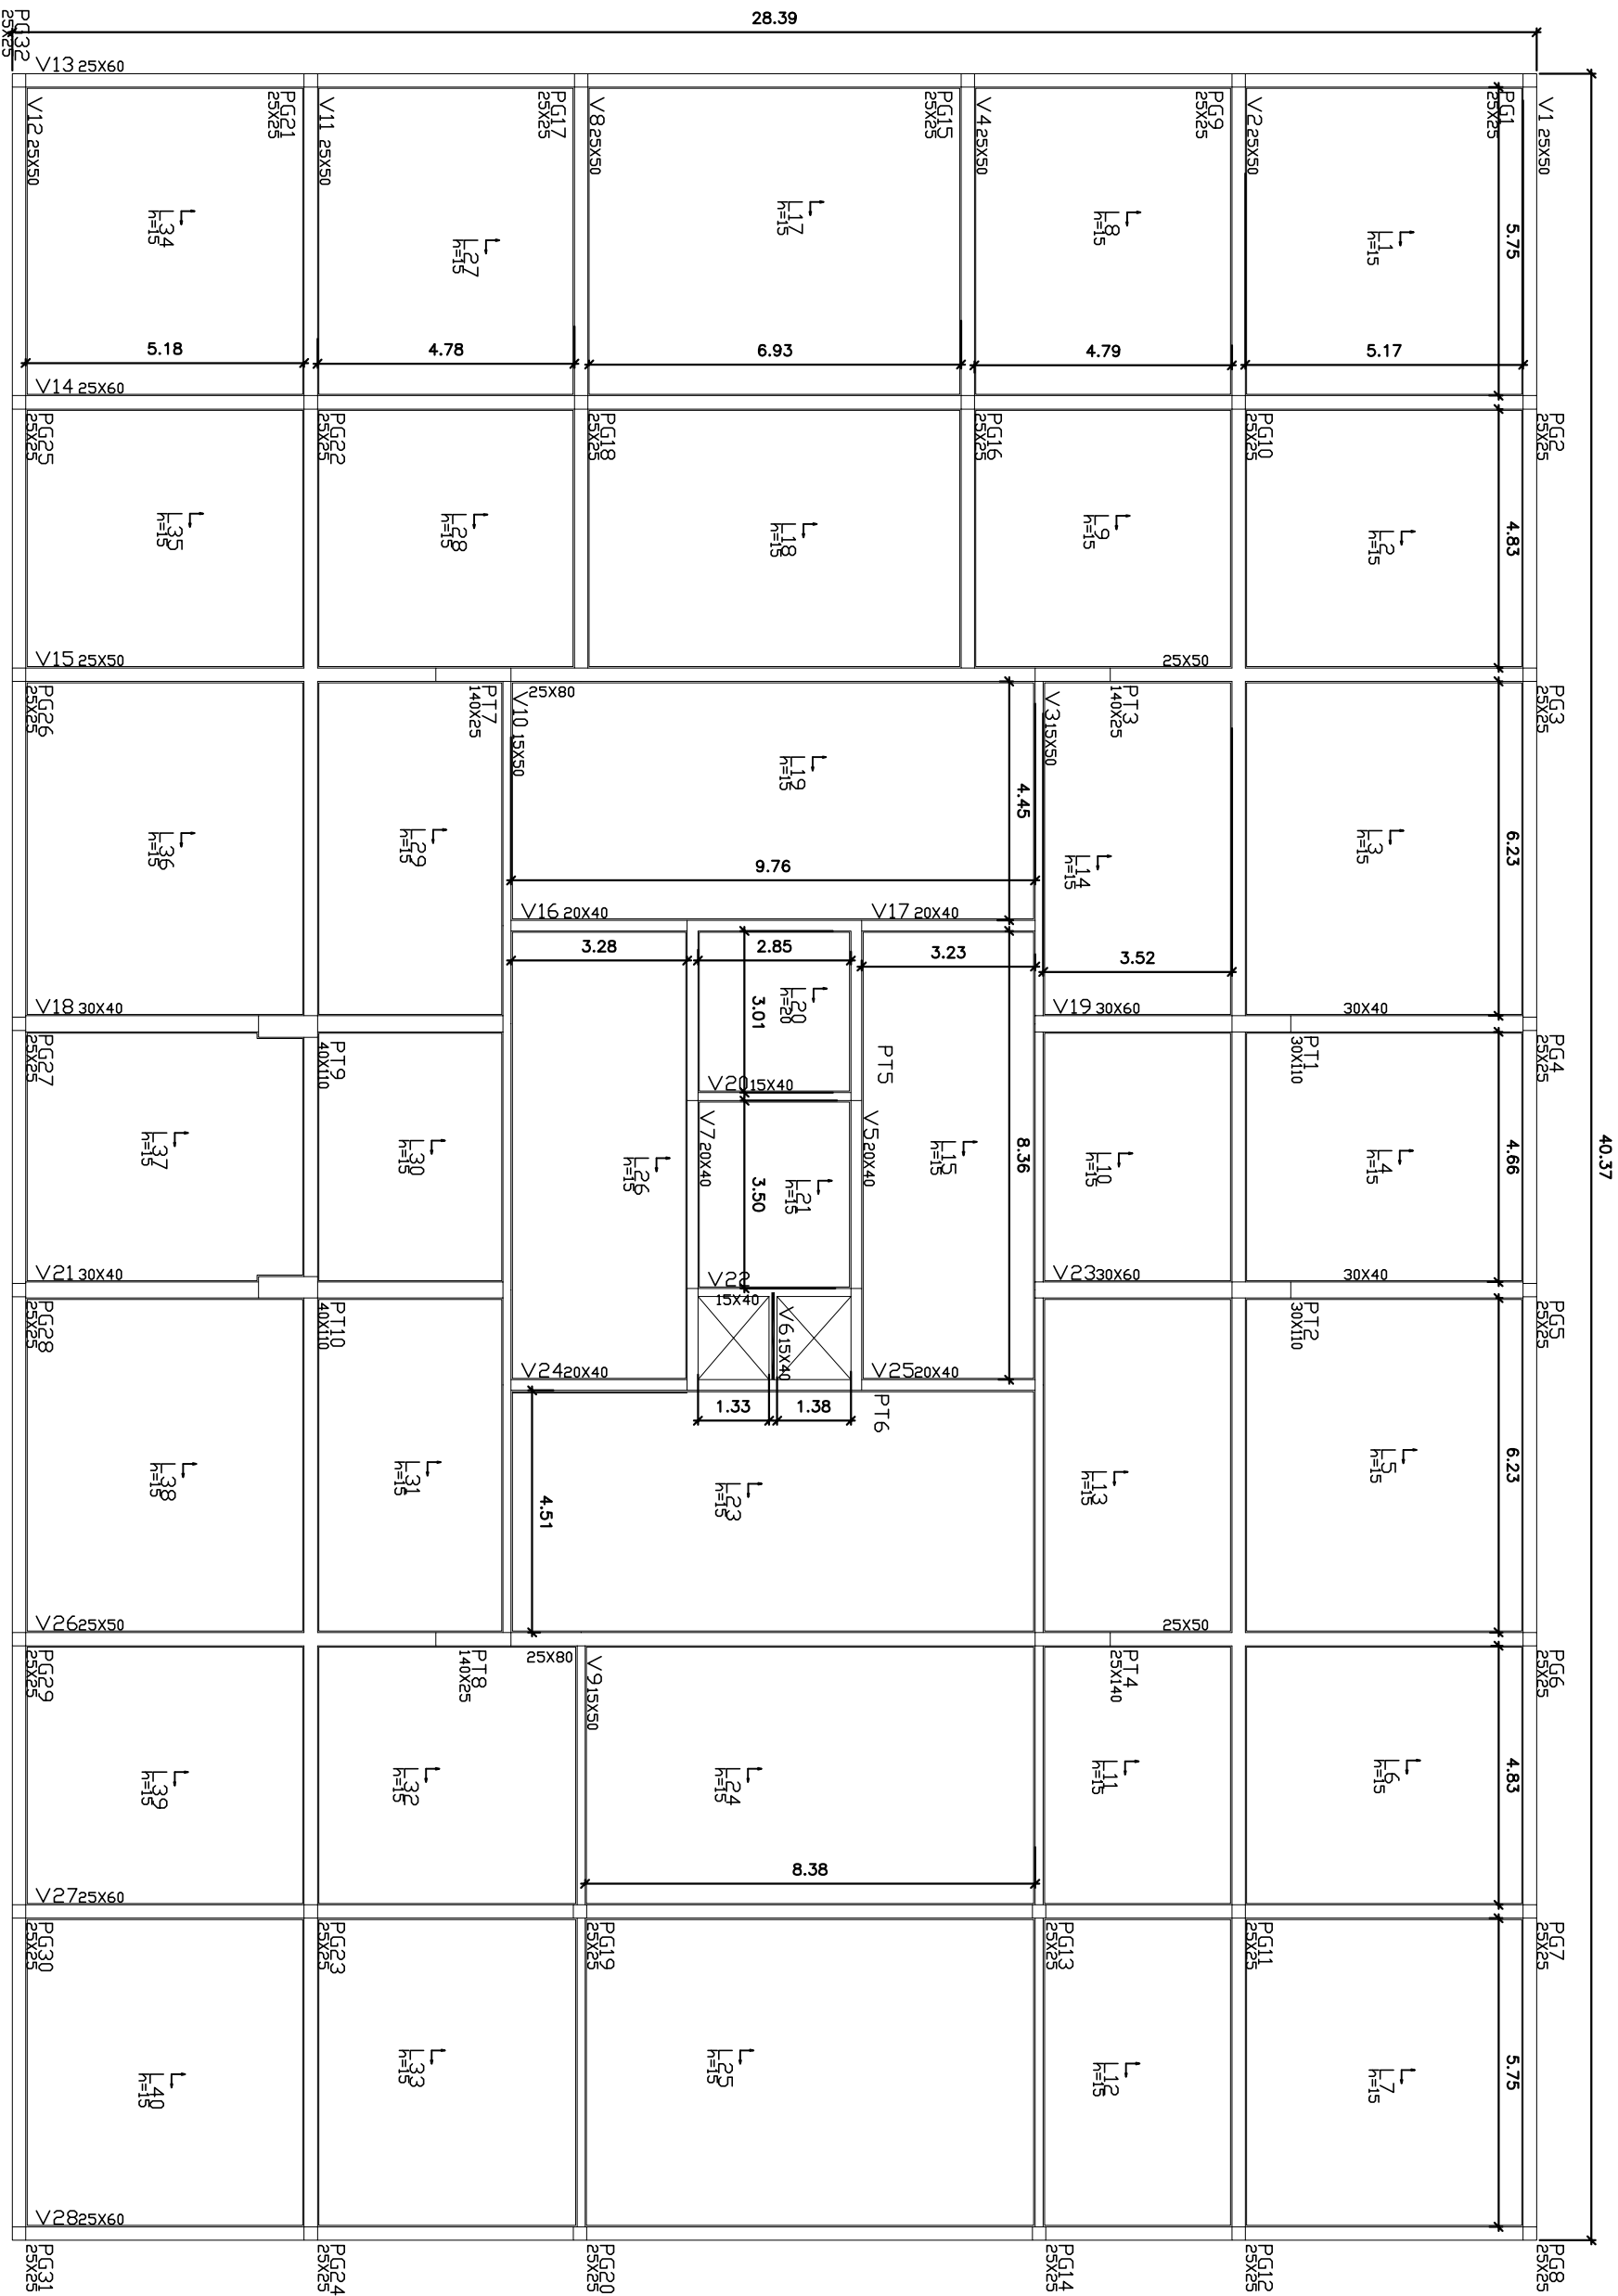 28.39
40.37
PG32
25X25
V13 25X60
V12 25X50
PG21
25X25
V11 25X50
PG17
25X25
V8 25X50
PG15
25X25
V4 25X50
PG9
25X25
V2 25X50
PG1
25X25
V1 25X50
L34
h=15
L27
h=15
L17
h=15
L8
h=15
L1
h=15
5.75
5.18
4.78
6.93
4.79
5.17
V14 25X60
PG25
25X25
PG22
25X25
PG18
25X25
PG16
25X25
PG10
25X25
PG2
25X25
L35
h=15
L28
h=15
L18
h=15
L9
h=15
L2
h=15
4.83
V15 25X50
25X50
PG26
25X25
PT7
140X25
V10 15X50
25X80
V3 15X50
PT3
140X25
PG3
25X25
L19
h=15
4.45
L36
h=15
L29
h=15
9.76
L14
h=15
L3
h=15
6.23
V16 20X40
V17 20X40
3.28
2.85
3.23
3.52
V18 30X40
L20
h=20
3.01
V19 30X60
30X40
PG27
25X25
PT9
40X110
PT5
PT1
30X110
PG4
25X25
V20 15X40
V7 20X40
V5 20X40
L37
h=15
L30
h=15
L26
h=15
L21
h=15
3.50
L15
h=15
8.36
L10
h=15
L4
h=15
4.66
V21 30X40
V22
15X40
V23 30X60
30X40
PG28
25X25
PT10
40X110
V6 15X40
PT2
30X110
PG5
25X25
V24 20X40
V25 20X40
1.33
1.38
PT6
L38
h=15
L31
h=15
4.51
L23
h=15
L13
h=15
L5
h=15
6.23
V26 25X50
25X50
PG29
25X25
PT8
140X25
25X80
V9 15X50
PT4
25X140
PG6
25X25
L39
h=15
L32
h=15
L24
h=15
L11
h=15
L6
h=15
4.83
8.38
V27 25X60
PG30
25X25
PG23
25X25
PG19
25X25
PG13
25X25
PG11
25X25
PG7
25X25
L40
h=15
L33
h=15
L25
h=15
L12
h=15
L7
h=15
5.75
V28 25X60
PG31
25X25
PG24
25X25
PG20
25X25
PG14
25X25
PG12
25X25
PG8
25X25